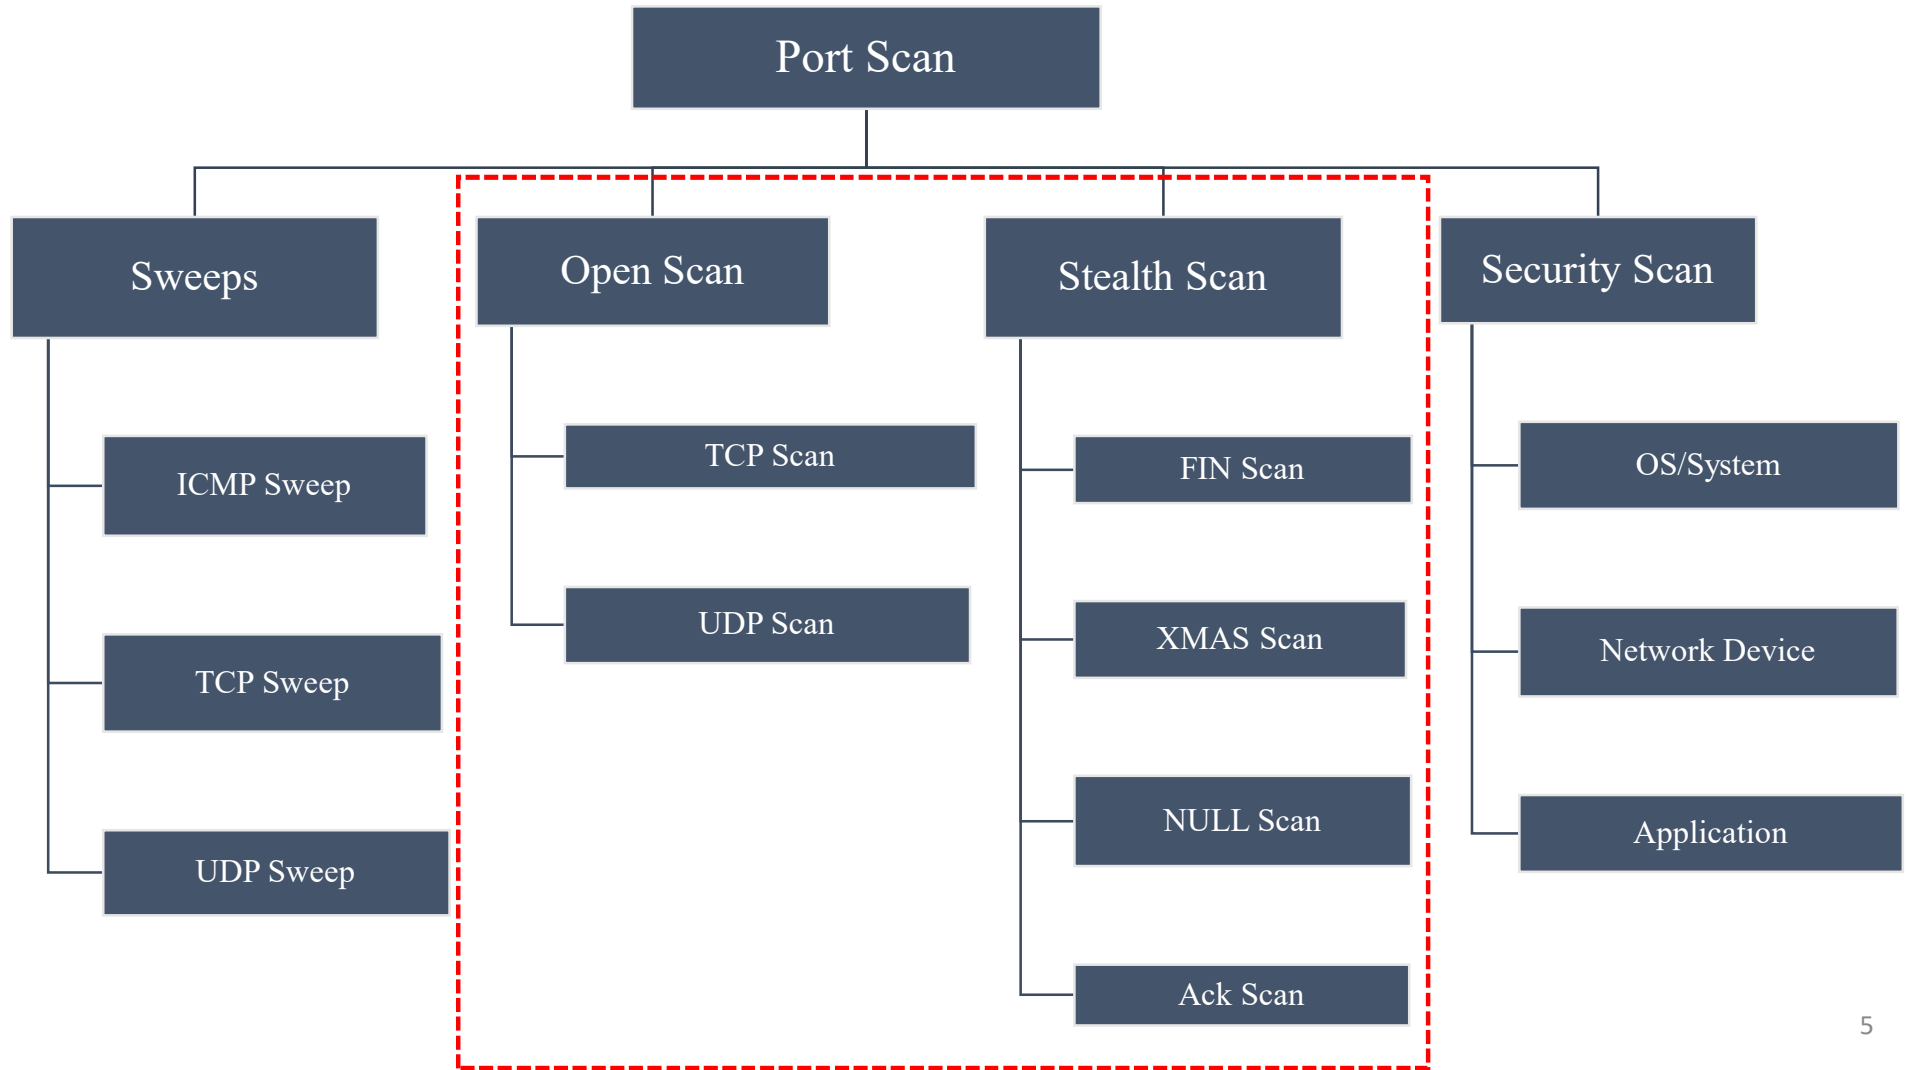 Port Scan
Sweeps
ICMP Sweep
TCP Sweep
UDP Sweep
Open Scan
TCP Scan
UDP Scan
Stealth Scan
FIN Scan
XMAS Scan
NULL Scan
Ack Scan
Security Scan
OS/System
Network Device
Application
5